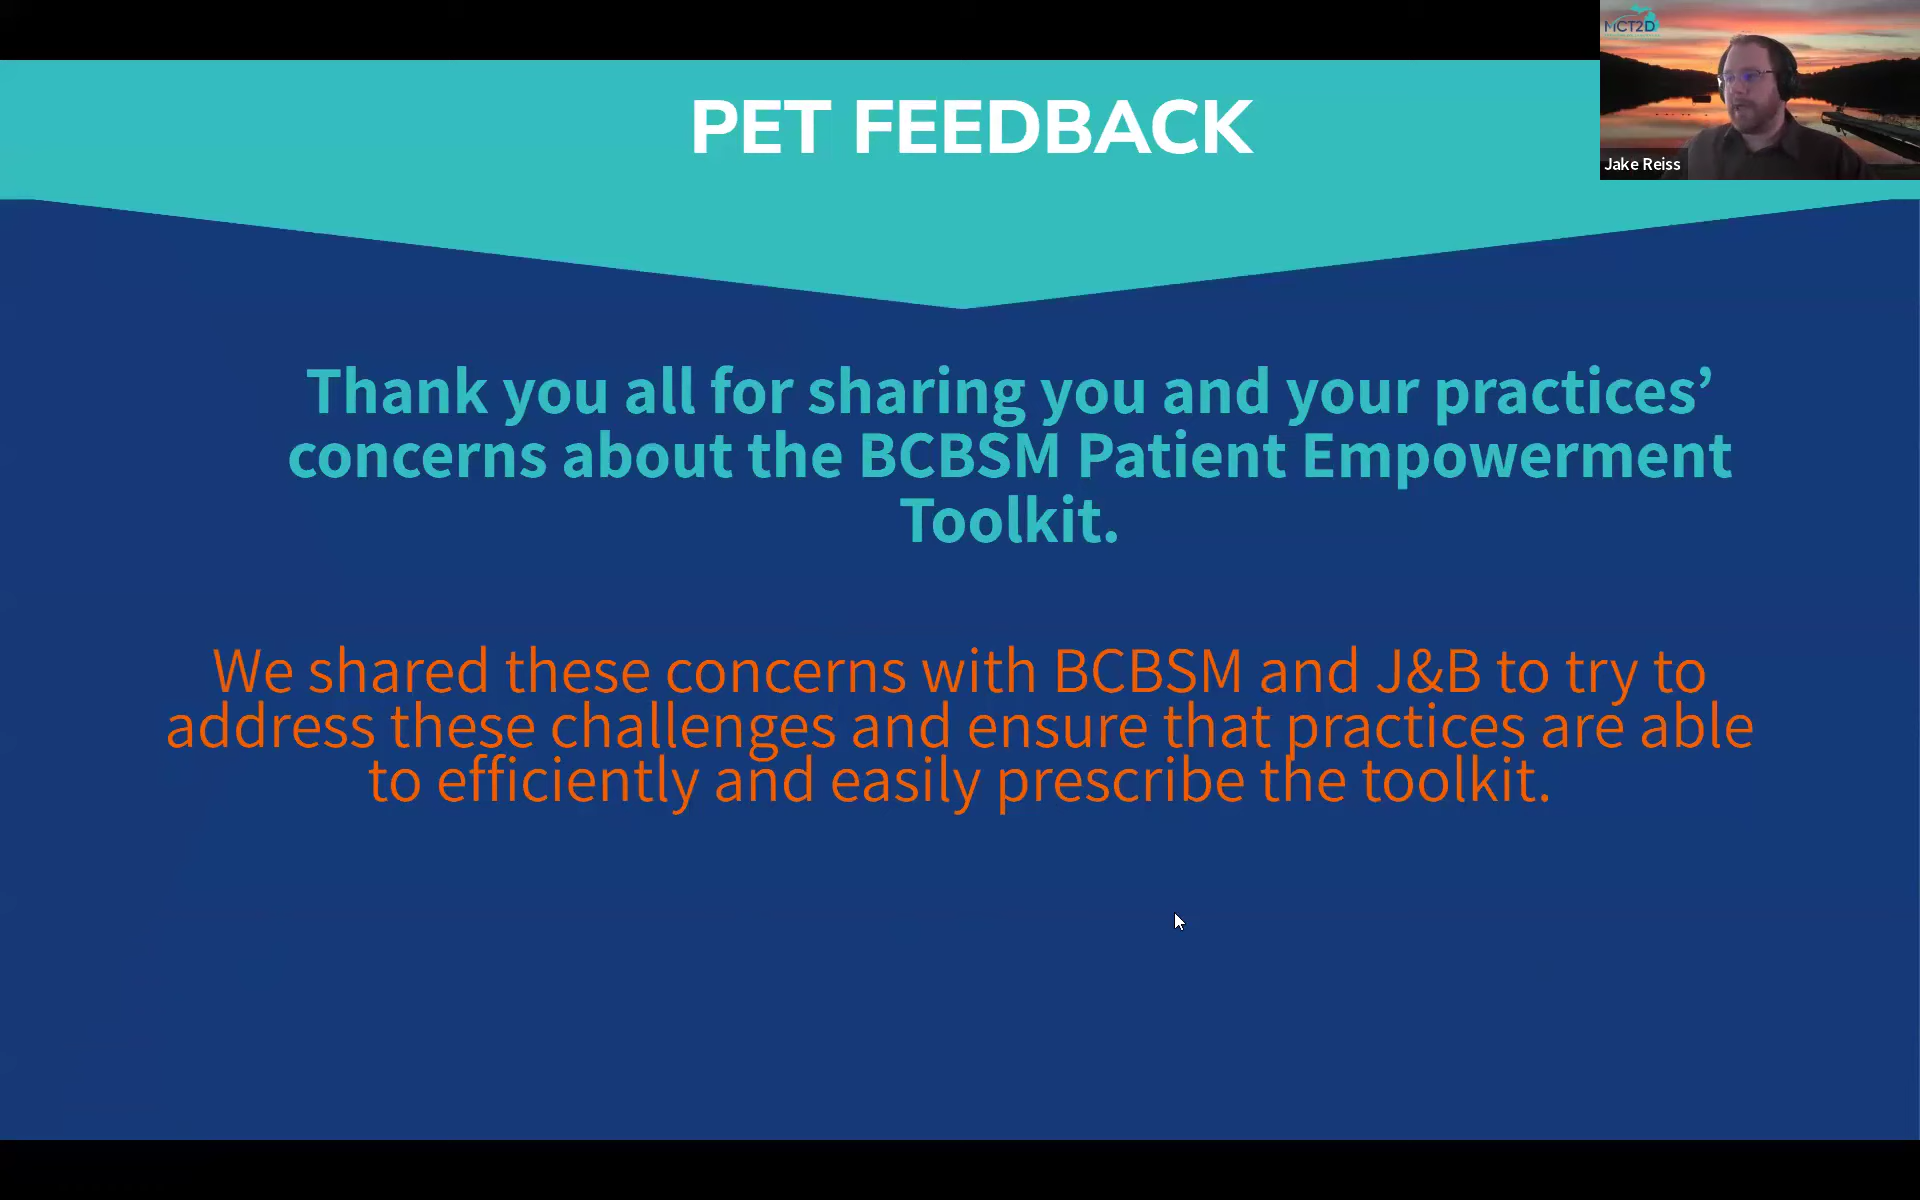 PET FEEDBACK
MCT2D
Jake Reiss
Thank you all for sharing you and your practices’
concerns about the BCBSM Patient Empowerment
Toolkit.
We shared these concerns with BCBSM and J&B to try to
address these challenges and ensure that practices are able
to efficiently and easily prescribe the toolkit.